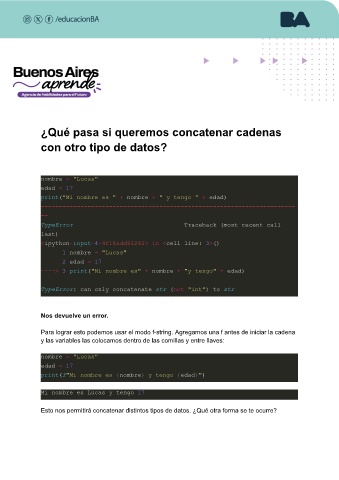 /educacionBA
BA
Buenos Aires
aprende
Agencia de Habilidades para el Futuro
¿Qué pasa si queremos concatenar cadenas
con otro tipo de datos?
nombre = "Lucas"
edad = 17
print("Mi nombre es " + nombre + " y tengo " + edad)
---------------------------------------------------------------------------
--
TypeError Traceback (most recent call
last)
in <cell line: 3>()
1 nombre = "Lucas"
2 edad = 17
----> 3 print("Mi nombre es" + nombre + "y tengo" + edad)
TypeError: can only concatenate str (not "int") to str
Nos devuelve un error.
Para lograr esto podemos usar el modo f-string. Agregamos una f antes de iniciar la cadena
y las variables las colocamos dentro de las comillas y entre llaves:
nombre = "Lucas"
edad = 17
print(f"Mi nombre es {nombre} y tengo {edad}")
Mi nombre es Lucas y tengo 17
Esto nos permitirá concatenar distintos tipos de datos. ¿Qué otra forma se te ocurre?